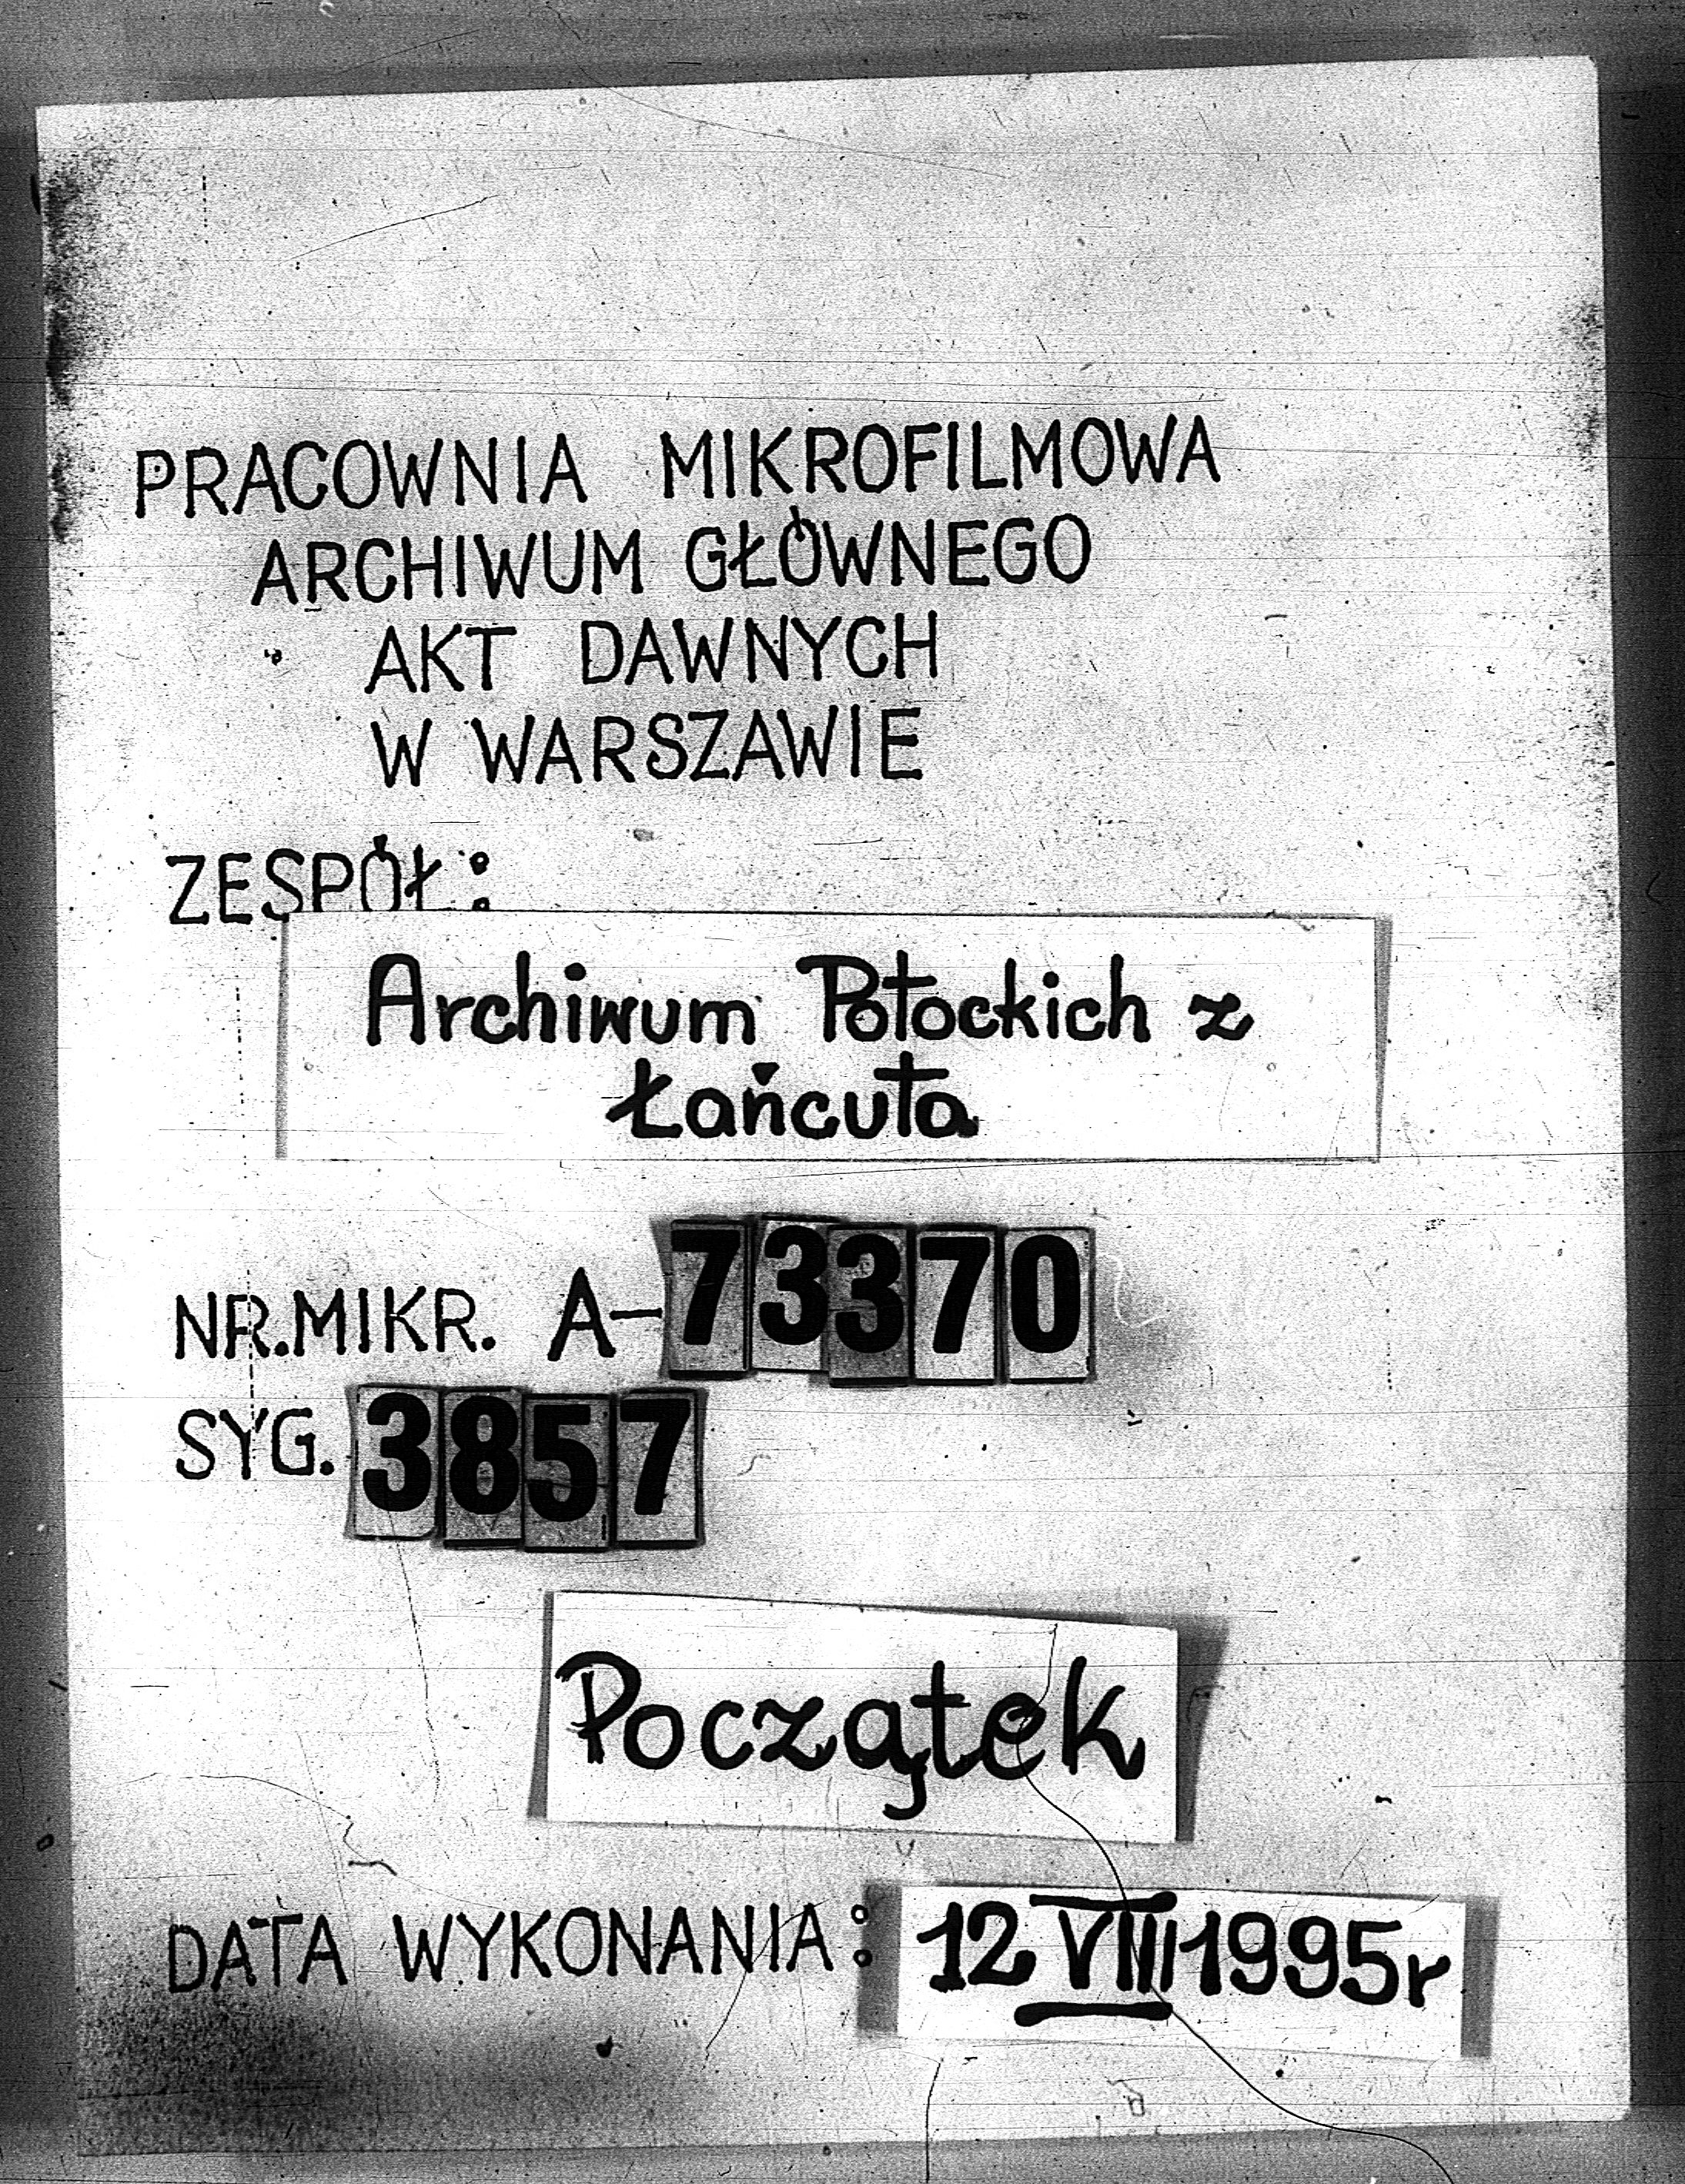 PRACOWNIA MIKROFILMOWA
ARCHIWUM GŁÓWNEGO
AKT DAWNYCH
W WARSZAWIE
ZESPÓŁ:
Archiwum Potockich z
Łańcuta
NR.MIKR. A-73370
SYG. 3857
Początek
DATA WYKONANIA: 12 VIII 1995r